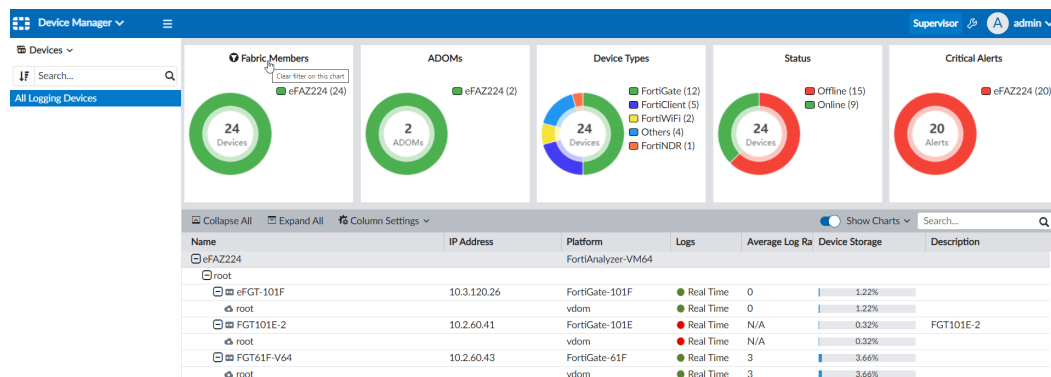 Device Manager
Supervisor
A
admin
Devices
Search...
All Logging Devices
Fabric Members
Clear filter on this chart
eFAZ224 (24)
24
Devices
ADOMs
eFAZ224 (2)
2
ADOMs
Device Types
FortiGate (12)
FortiClient (5)
FortiWiFi (2)
Others (4)
FortiNDR (1)
24
Devices
Status
Offline (15)
Online (9)
24
Devices
Critical Alerts
eFAZ224 (20)
20
Alerts
Collapse All Expand All Column Settings Show Charts Search...
Name IP Address Platform Logs Average Log Ra Device Storage Description
eFAZ224 FortiAnalyzer-VM64
root
eFGT-101F 10.3.120.26 FortiGate-101F Real Time 0 1.22%
root vdom Real Time 0 1.22%
FGT101E-2 10.2.60.41 FortiGate-101E Real Time N/A 0.32% FGT101E-2
root vdom Real Time N/A 0.32%
FGT61F-V64 10.2.60.43 FortiGate-61F Real Time 3 3.66%
root vdom Real Time 3 3.66%